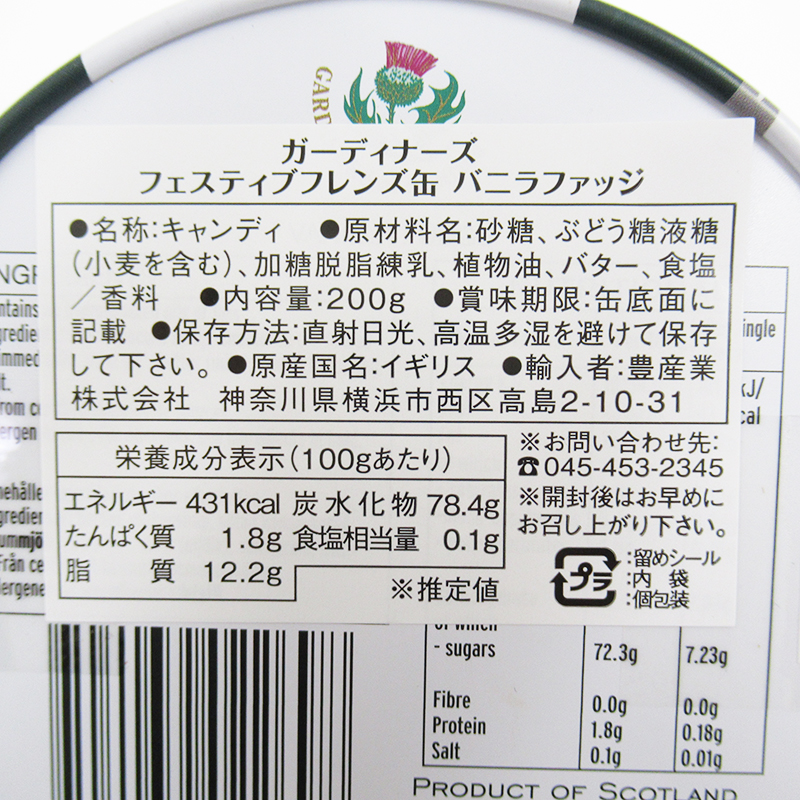 GARD
ガーディナーズ
フェスティブフレンズ缶 バニラファッジ
●名称:キャンディ ●原材料名:砂糖、ぶどう糖液糖
(小麦を含む)、加糖脱脂練乳、植物油、バター、食塩
/香料 ●内容量:200g ●賞味期限:缶底面に
記載 ●保存方法:直射日光、高温多湿を避けて保存
して下さい。●原産国名:イギリス ●輸入者:豊産業
株式会社 神奈川県横浜市西区高島2-10-31
栄養成分表示(100gあたり)
エネルギー 431kcal 炭水化物 78.4g
たんぱく質 1.8g 食塩相当量 0.1g
脂質 12.2g
※推定値
※お問い合わせ先:
☎045-453-2345
※開封後はお早めに
お召し上がり下さい。
プラ
:留めシール
:内 袋
:個包装
of which
- sugars 72.3g 7.23g
Fibre 0.0g 0.0g
Protein 1.8g 0.18g
Salt 0.1g 0.01g
PRODUCT OF SCOTLAND